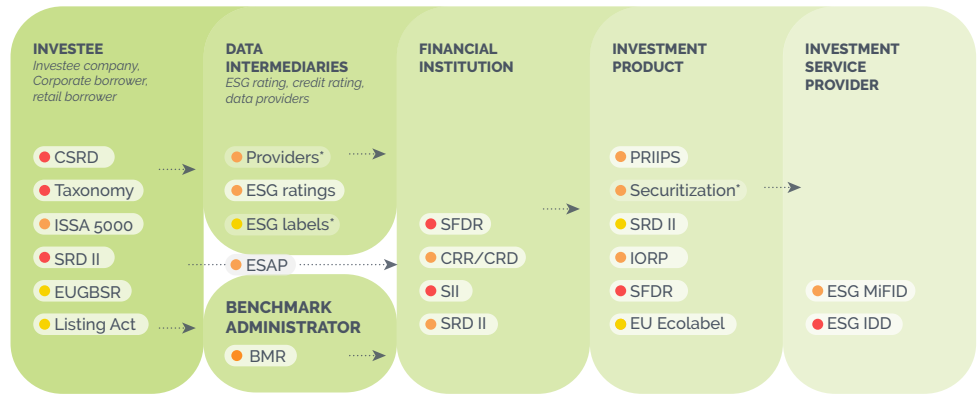 INVESTEE
Investee company,
Corporate borrower,
retail borrower
CSRD
Taxonomy
ISSA 5000
SRD II
EUGBSR
Listing Act
DATA
INTERMEDIARIES
ESG rating, credit rating,
data providers
Providers*
ESG ratings
ESG labels*
ESAP
BENCHMARK
ADMINISTRATOR
BMR
FINANCIAL
INSTITUTION
SFDR
CRR/CRD
SII
SRD II
INVESTMENT
PRODUCT
PRIIPS
Securitization*
SRD II
IORP
SFDR
EU Ecolabel
INVESTMENT
SERVICE
PROVIDER
ESG MiFID
ESG IDD